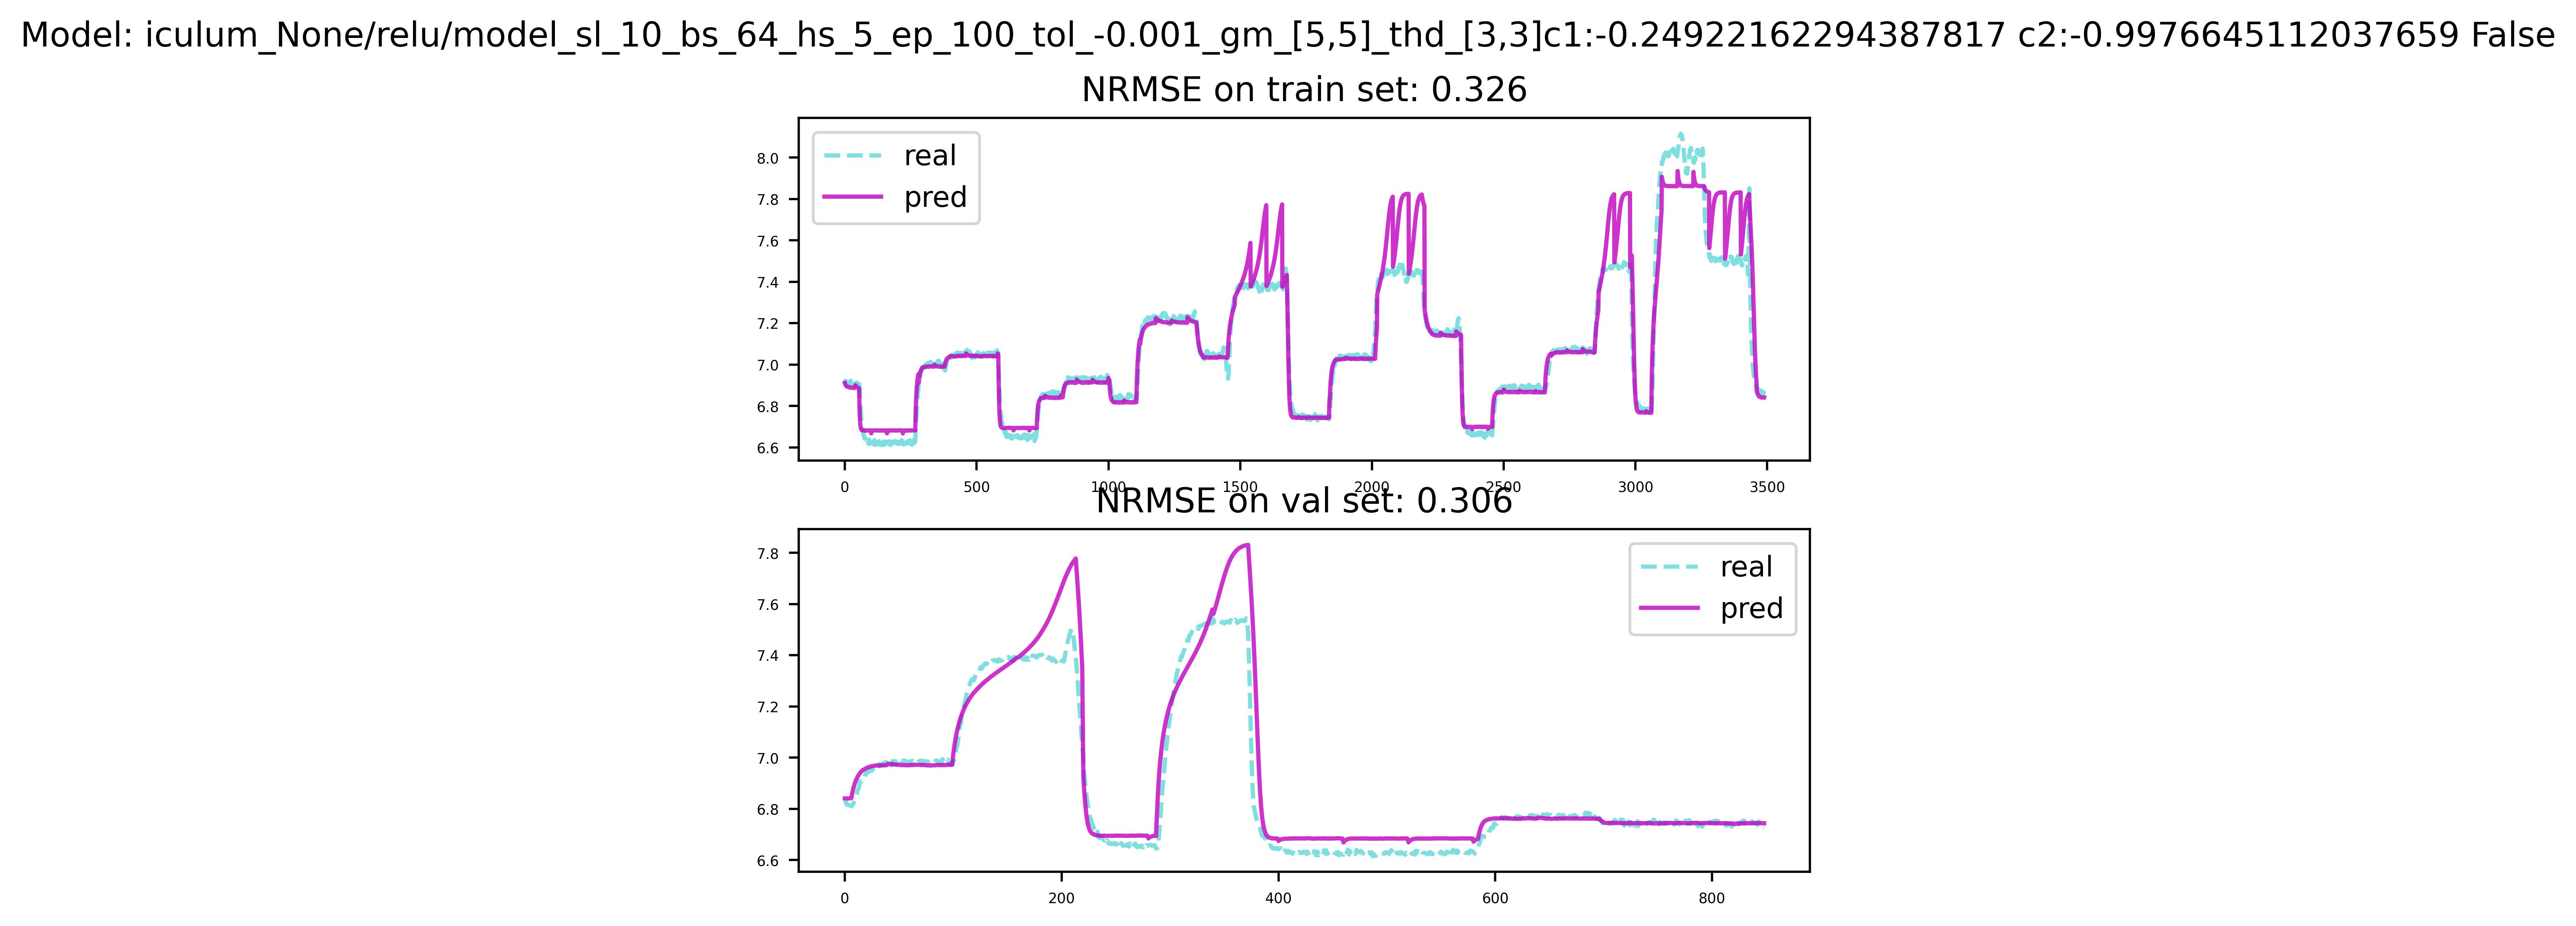 Model: iculum_None/relu/model_sl_10_bs_64_hs_5_ep_100_tol_-0.001_gm_[5,5]_thd_[3,3]c1:-0.24922162294387817 c2:-0.9976645112037659 False
NRMSE on train set: 0.326
real
pred
8.0
7.8
7.6
7.4
7.2
7.0
6.8
6.6
0 500 1000 1500 2000 2500 3000 3500
NRMSE on val set: 0.306
real
pred
7.8
7.6
7.4
7.2
7.0
6.8
6.6
0 200 400 600 800